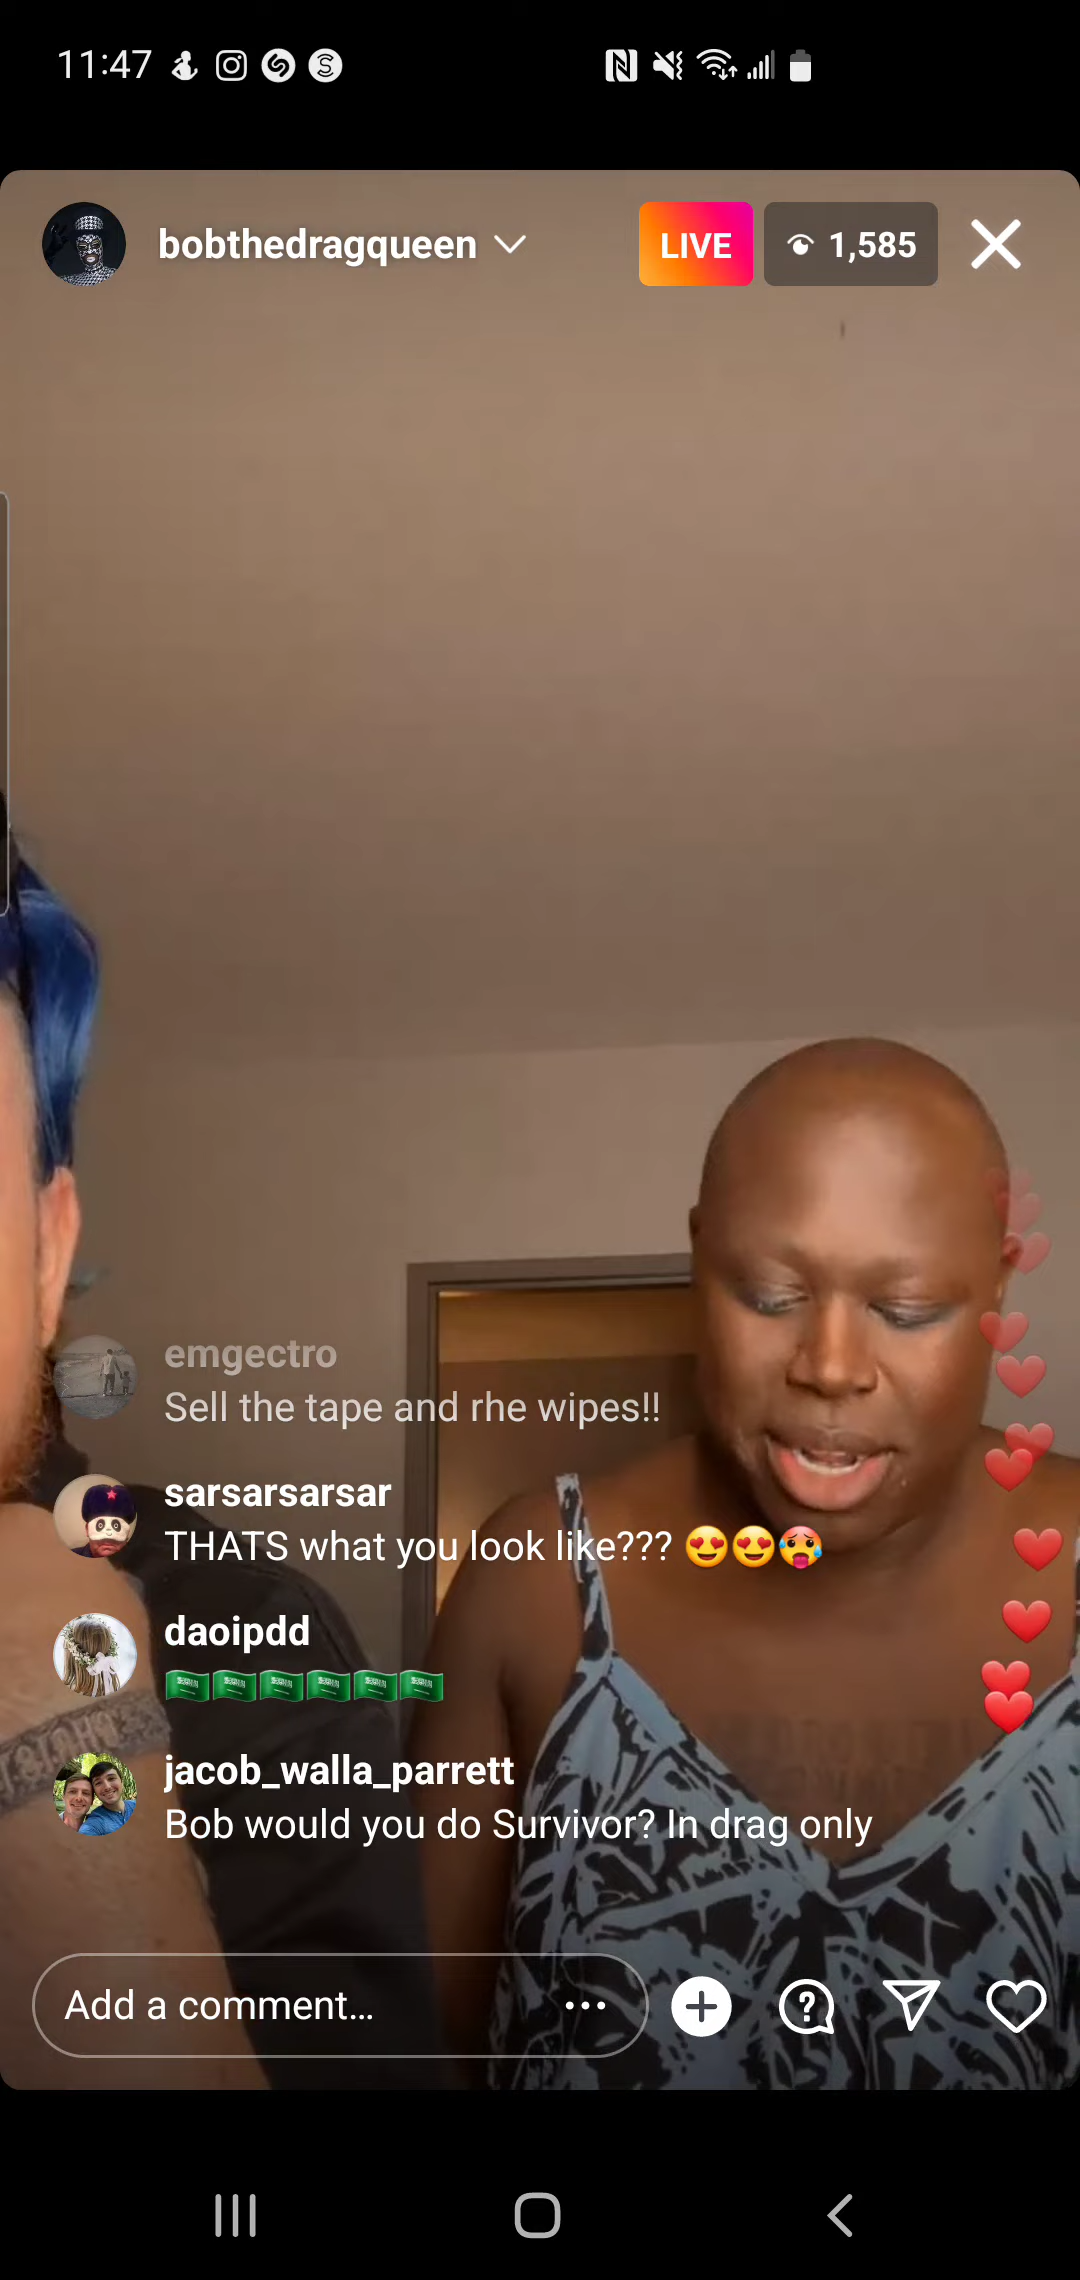 11:47
bobthedragqueen
LIVE
1,585
emgectro
Sell the tape and rhe wipes!!
sarsarsarsar
THATS what you look like??? 😍😍🥵
daoipdd
🇸🇦🇸🇦🇸🇦🇸🇦🇸🇦🇸🇦
jacob_walla_parrett
Bob would you do Survivor? In drag only
Add a comment...